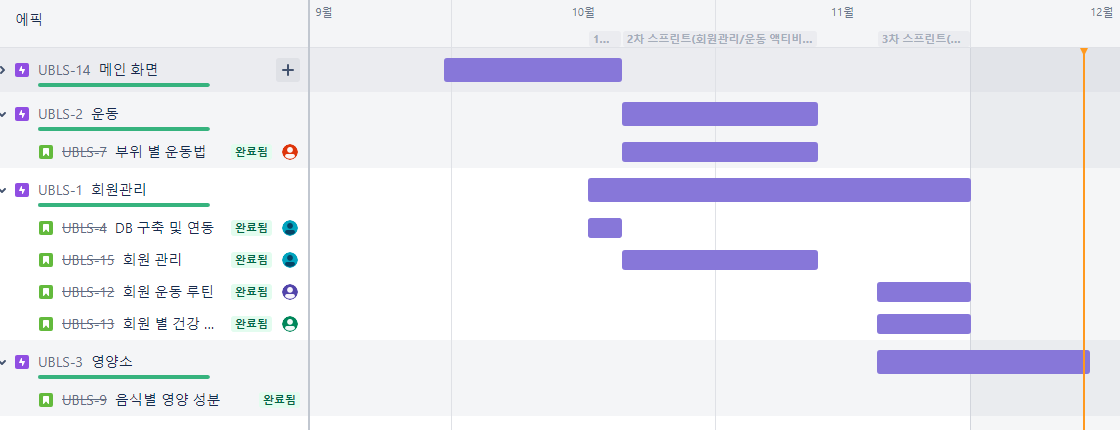 에픽
9월 10월 11월 12월
1... 2차 스프린트(회원관리/운동 액티비... 3차 스프린트(...
UBLS-14 메인 화면
UBLS-2 운동
UBLS-7 부위 별 운동법 완료됨
UBLS-1 회원관리
UBLS-4 DB 구축 및 연동 완료됨
UBLS-15 회원 관리 완료됨
UBLS-12 회원 운동 루틴 완료됨
UBLS-13 회원 별 건강 ... 완료됨
UBLS-3 영양소
UBLS-9 음식별 영양 성분 완료됨